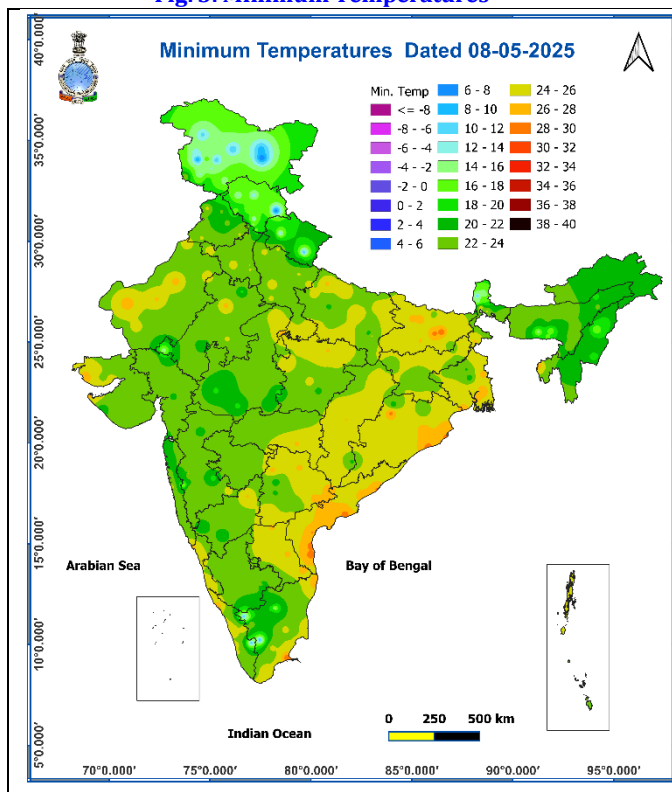 Fig. 3: Minimum Temperatures
Minimum Temperatures Dated 08-05-2025
Min. Temp
<= -8
-8 - -6
-6 - -4
-4 - -2
-2 - 0
0 - 2
2 - 4
4 - 6
6 - 8
8 - 10
10 - 12
12 - 14
14 - 16
16 - 18
18 - 20
20 - 22
22 - 24
24 - 26
26 - 28
28 - 30
30 - 32
32 - 34
34 - 36
36 - 38
38 - 40
40°0.000'
35°0.000'
30°0.000'
25°0.000'
20°0.000'
15°0.000'
10°0.000'
5°0.000'
Arabian Sea
Bay of Bengal
Indian Ocean
0 250 500 km
70°0.000' 75°0.000' 80°0.000' 85°0.000' 90°0.000' 95°0.000'